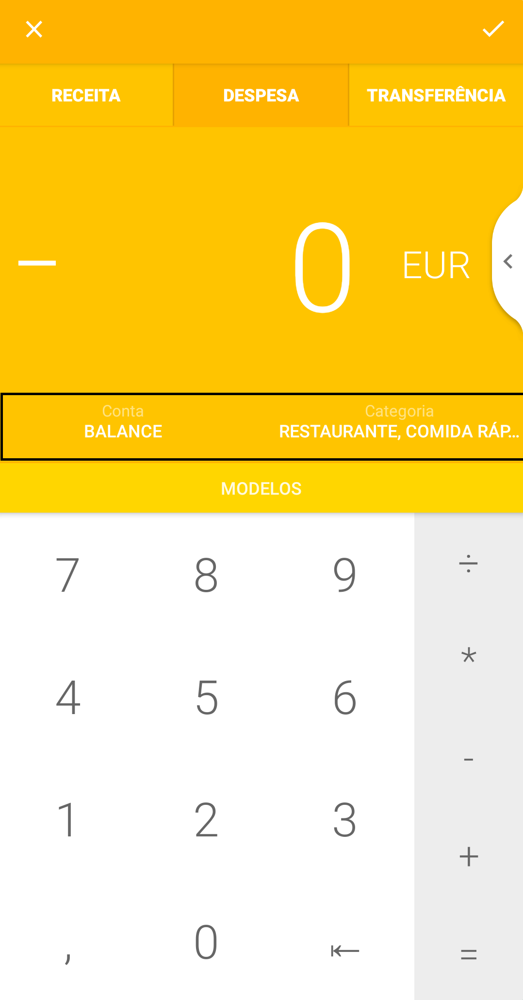 RECEITA DESPESA TRANSFERÊNCIA
— 0 EUR
Conta Categoria
BALANCE RESTAURANTE, COMIDA RÁP...
MODELOS
7 8 9 ÷
4 5 6 *
1 2 3 -
+
, 0 ⇤ =